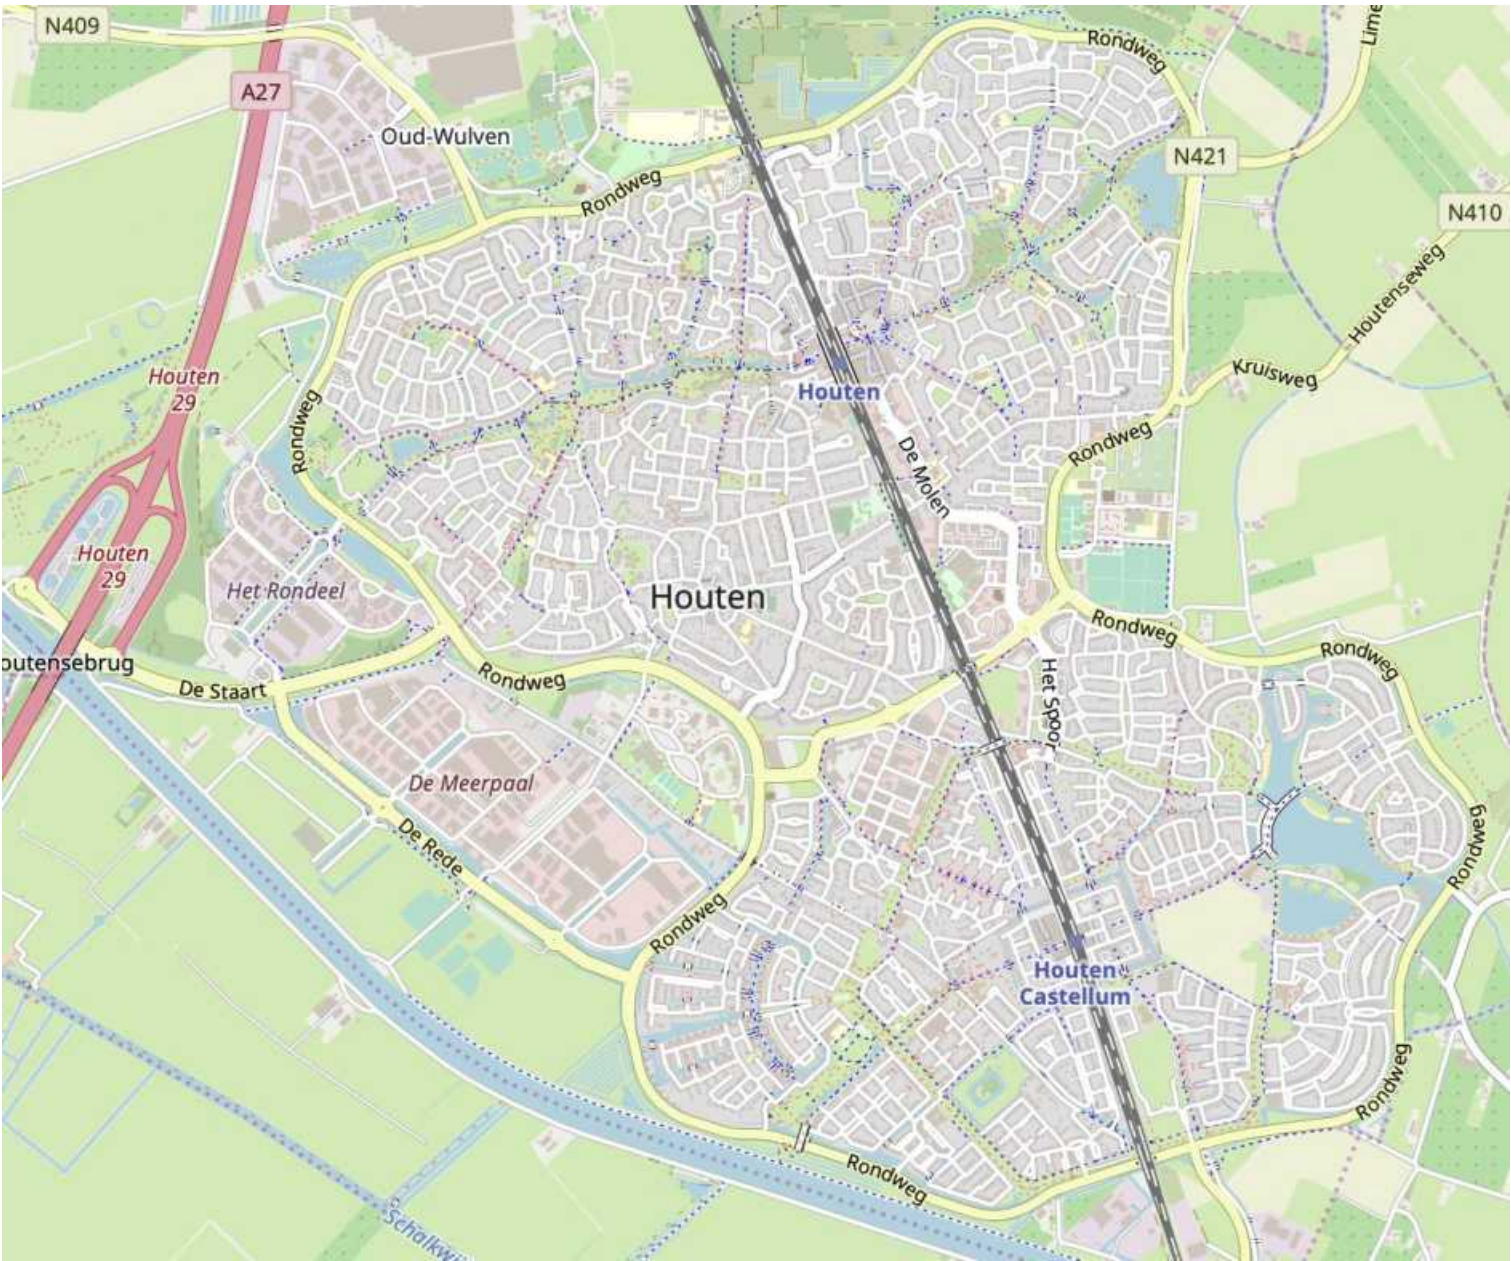 N409
Rondweg
Lime
A27
Oud-Wulven
N421
Rondweg
N410
Houtenseweg
Houten
29
Kruisweg
Houten
Rondweg
Rondweg
De Molen
Houten
29
Het Rondeel
Houten
Rondweg
outensebrug
De Staart
Rondweg
Het Spoor
Rondweg
De Meerpaal
De Rede
Rondweg
Rondweg
Houten
Castellum
Rondweg
Rondweg
Schalkwi